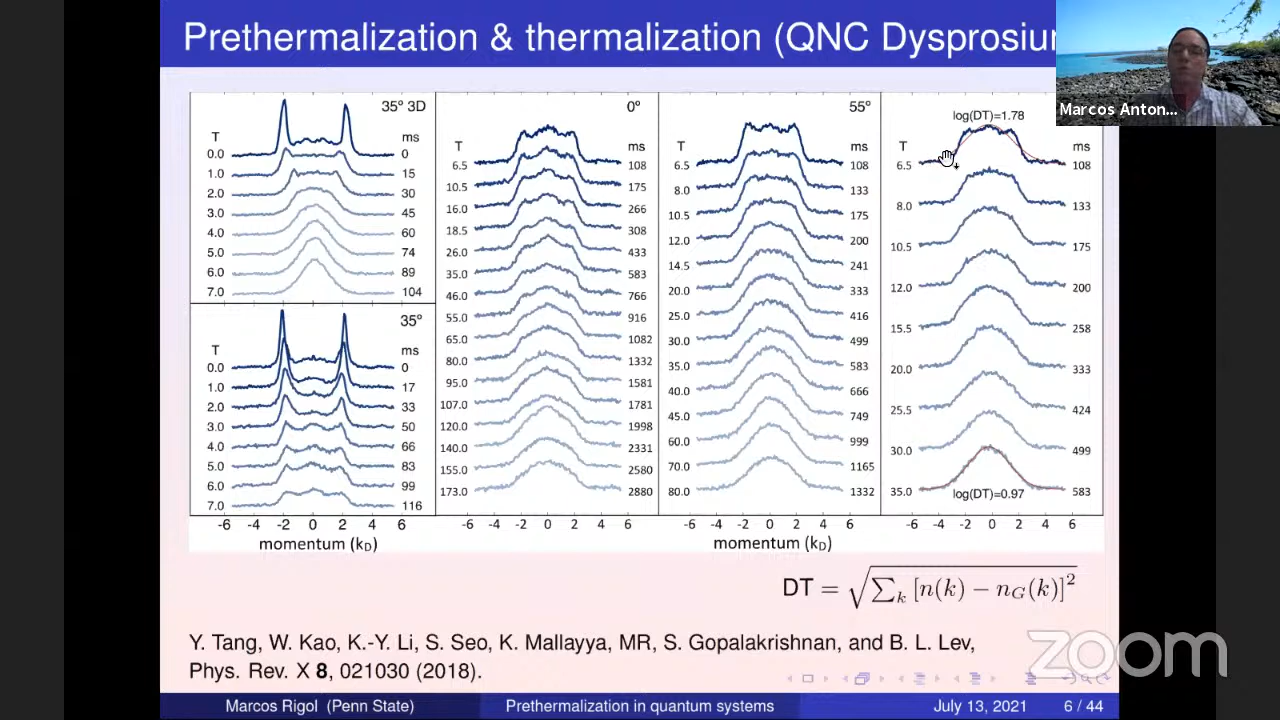 Prethermalization & thermalization (QNC Dysprosiu
Marcos Anton...
35° 3D
T ms
0.0 0
1.0 15
2.0 30
3.0 45
4.0 60
5.0 74
6.0 89
7.0 104
35°
T ms
0.0 0
1.0 17
2.0 33
3.0 50
4.0 66
5.0 83
6.0 99
7.0 116
-6 -4 -2 0 2 4 6
momentum (kD)
0°
T ms
6.5 108
10.5 175
16.0 266
18.5 308
26.0 433
35.0 583
46.0 766
55.0 916
65.0 1082
80.0 1332
95.0 1581
107.0 1781
120.0 1998
140.0 2331
155.0 2580
173.0 2880
-6 -4 -2 0 2 4 6
55°
T ms
6.5 108
8.0 133
10.5 175
12.0 200
14.5 241
20.0 333
25.0 416
30.0 499
35.0 583
40.0 666
45.0 749
60.0 999
70.0 1165
80.0 1332
-6 -4 -2 0 2 4 6
momentum (kD)
log(DT)=1.78
T ms
6.5 108
8.0 133
10.5 175
12.0 200
15.5 258
20.0 333
25.5 424
30.0 499
35.0 583
log(DT)=0.97
-6 -4 -2 0 2 4 6
DT = √∑k [n(k) − nG(k)]²
Y. Tang, W. Kao, K.-Y. Li, S. Seo, K. Mallayya, MR, S. Gopalakrishnan, and B. L. Lev,
Phys. Rev. X 8, 021030 (2018).
zoom
Marcos Rigol (Penn State) Prethermalization in quantum systems July 13, 2021 6 / 44